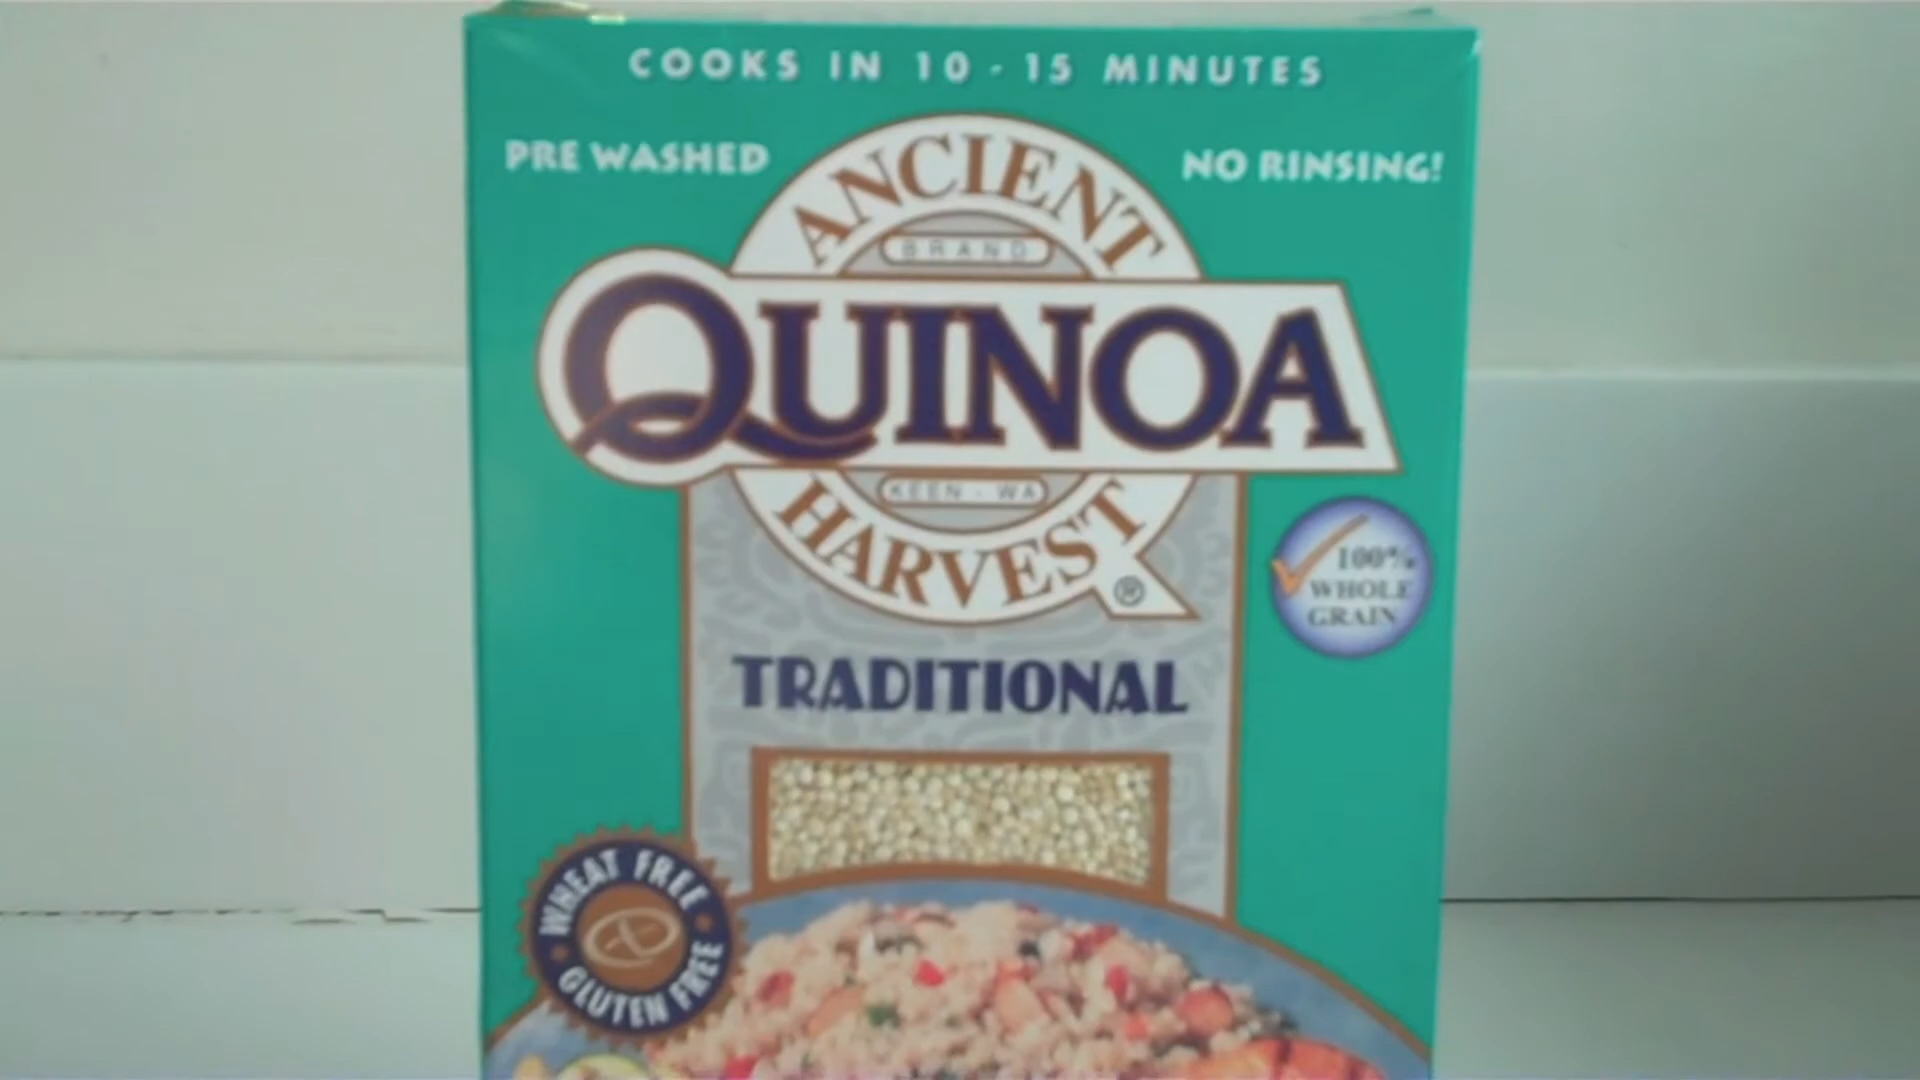 COOKS IN 10 - 15 MINUTES
PRE WASHED
NO RINSING!
ANCIENT
BRAND
QUINOA
KEEN - WA
HARVEST
®
100%
WHOLE
GRAIN
TRADITIONAL
WHEAT FREE
GLUTEN FREE